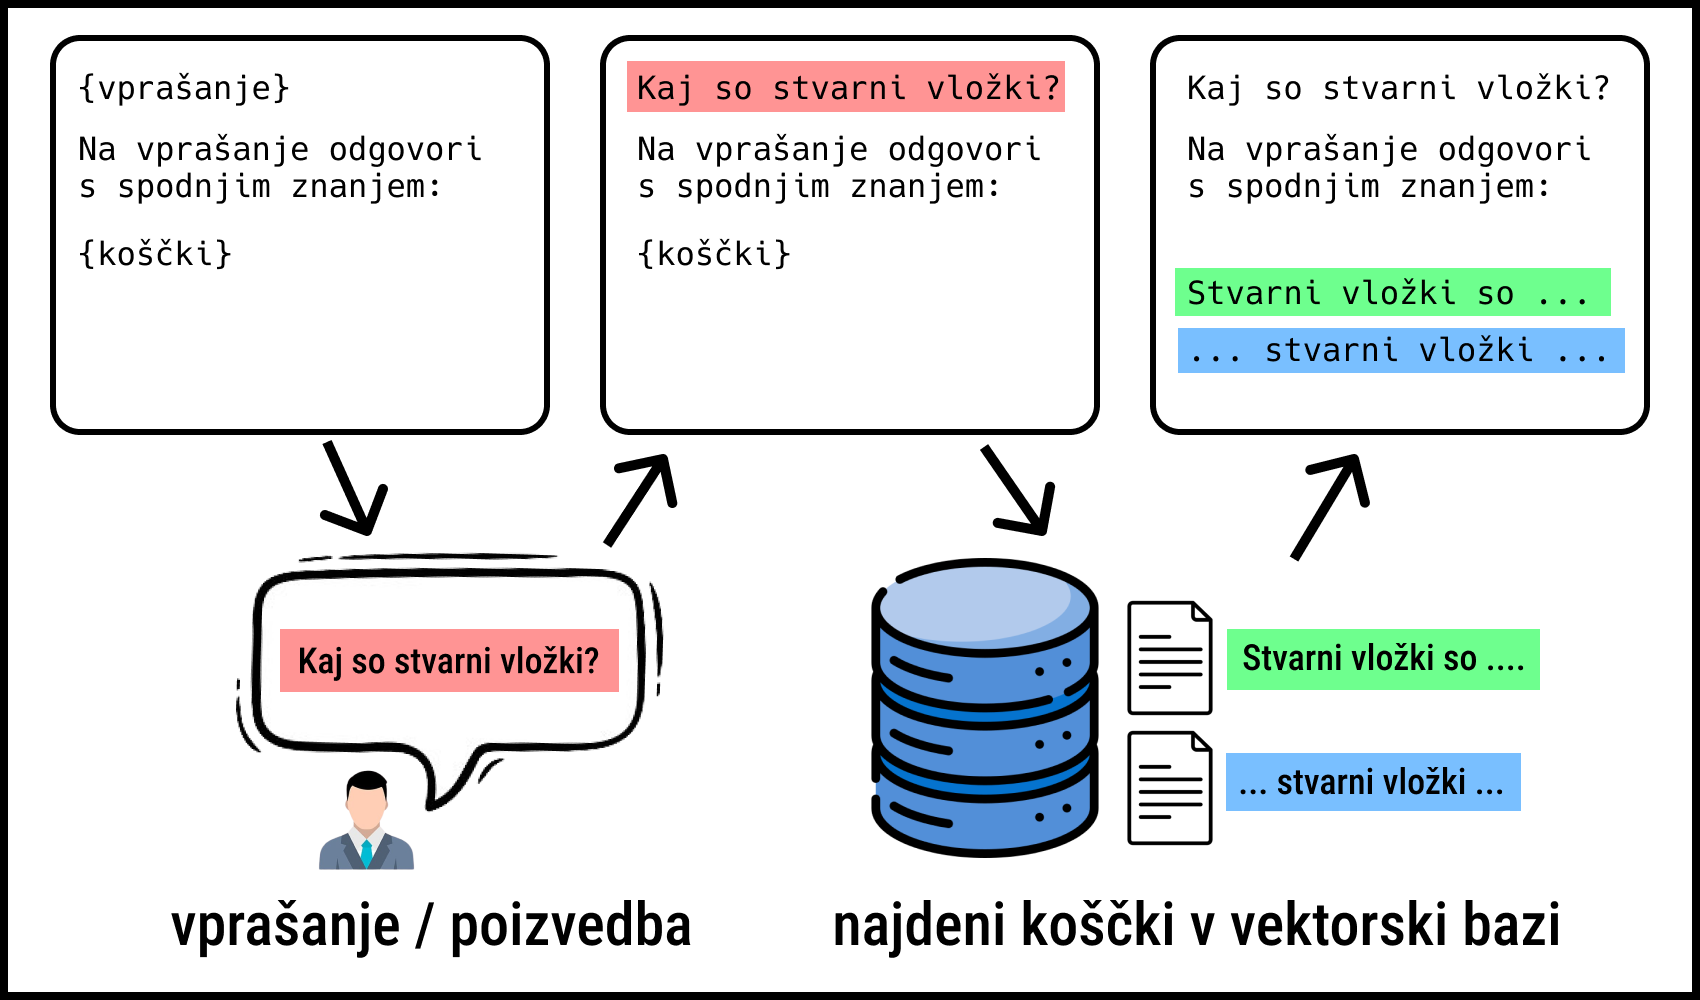 {vprašanje}
Na vprašanje odgovori
s spodnjim znanjem:
{koščki}
Kaj so stvarni vložki?
Na vprašanje odgovori
s spodnjim znanjem:
{koščki}
Kaj so stvarni vložki?
Na vprašanje odgovori
s spodnjim znanjem:
Stvarni vložki so ...
... stvarni vložki ...
Kaj so stvarni vložki?
vprašanje / poizvedba
Stvarni vložki so ....
... stvarni vložki ...
najdeni koščki v vektorski bazi